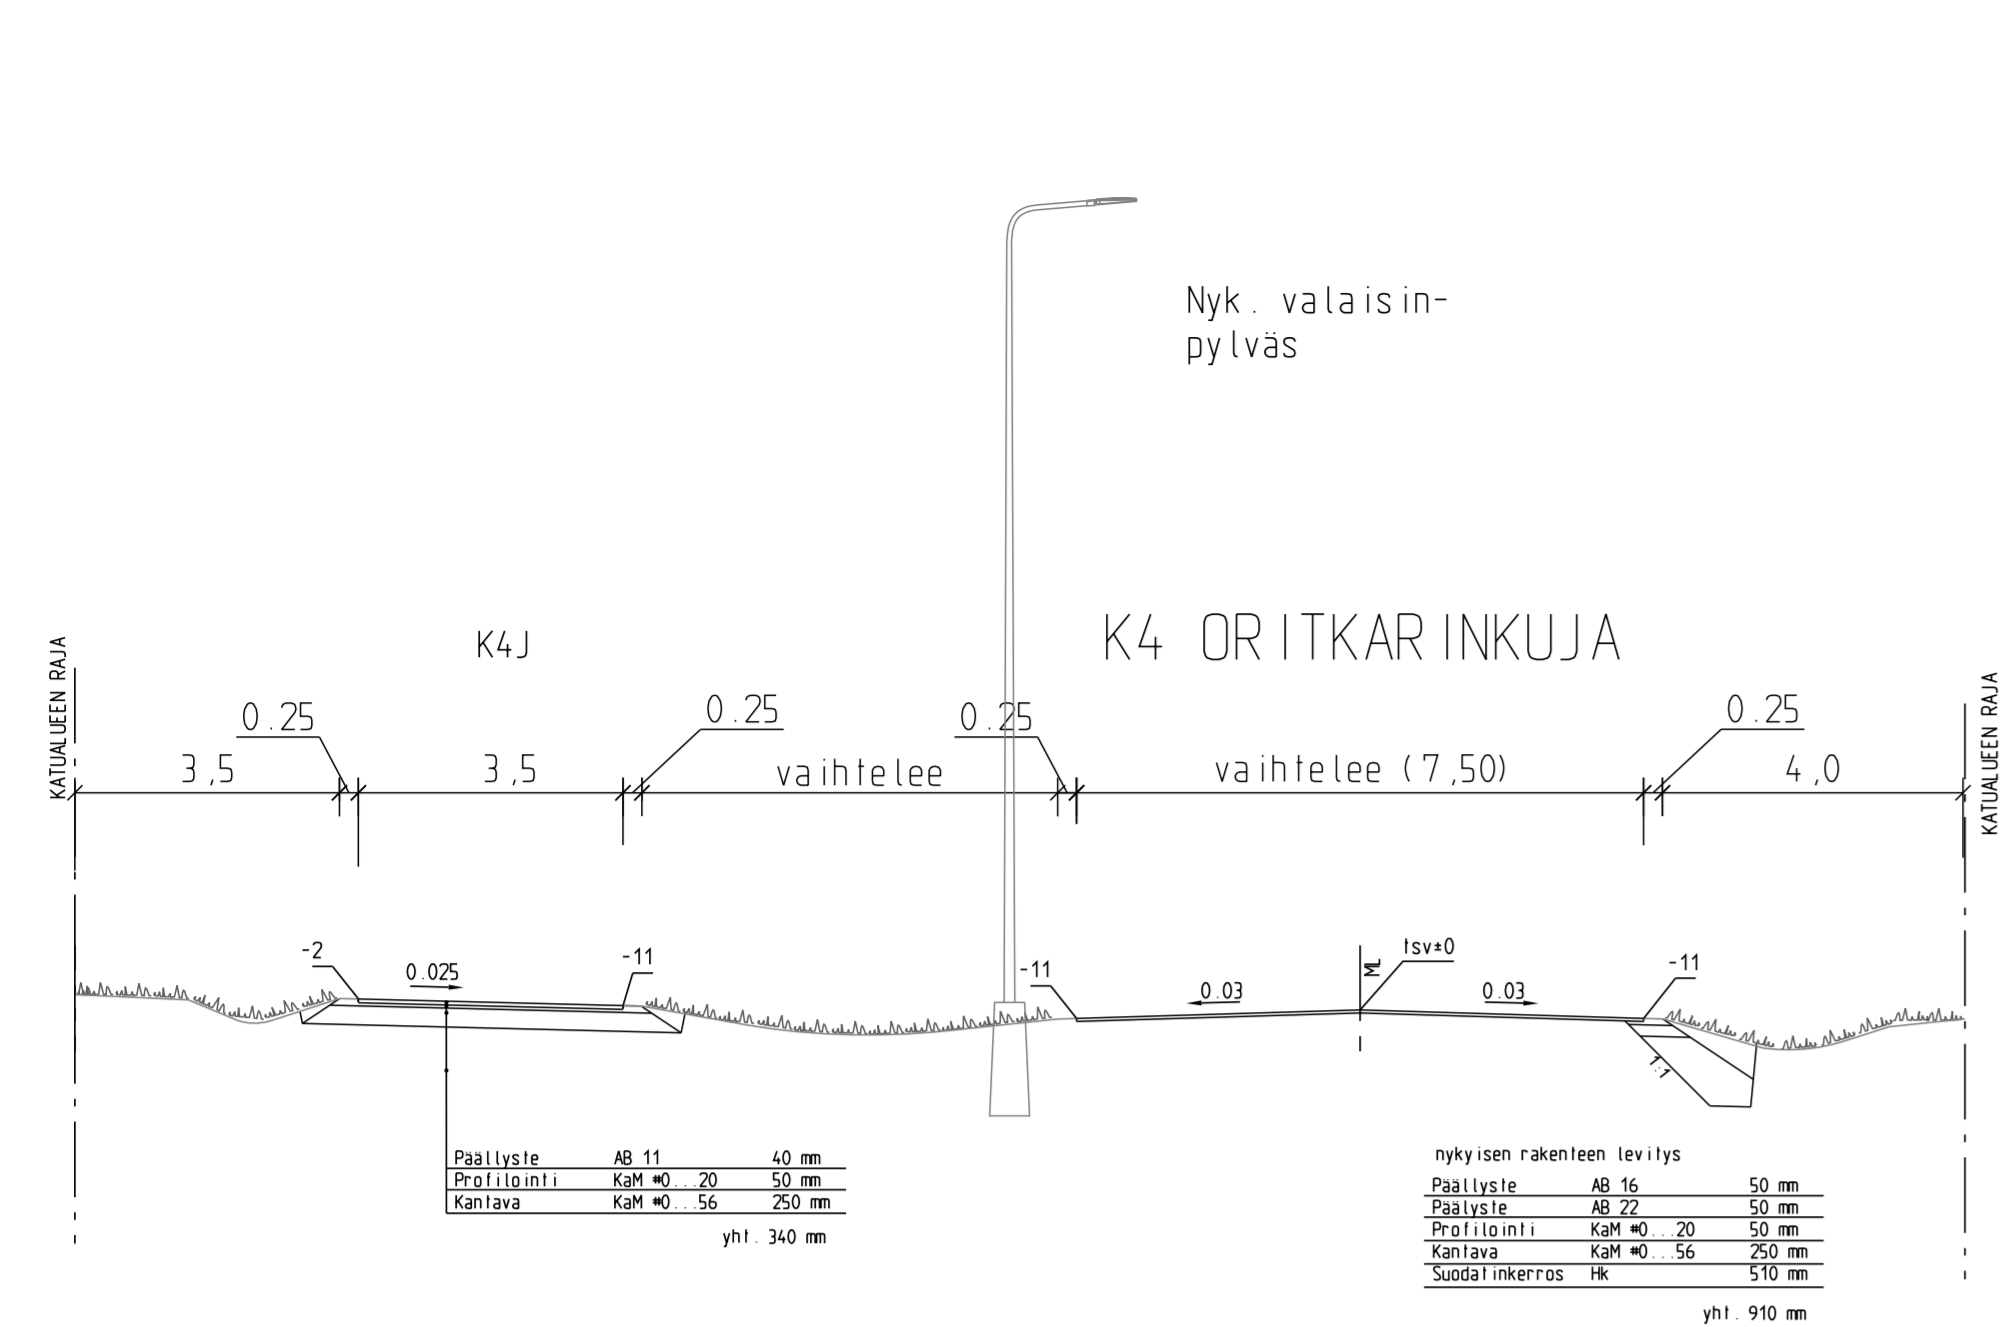 Nyk. valaisin-
pylväs
KATUALUEEN RAJA
K4J
K4 ORITKARINKUJA
KATUALUEEN RAJA
0.25
0.25
0.25
0.25
3,5
3,5
vaihtelee
vaihtelee (7,50)
4,0
-2
0.025
-11
-11
0.03
ML
tsv±0
0.03
-11
1:1
Päällyste AB 11 40 mm
Profilointi KaM #0...20 50 mm
Kantava KaM #0...56 250 mm
yht. 340 mm
nykyisen rakenteen levitys
Päällyste AB 16 50 mm
Päälyste AB 22 50 mm
Profilointi KaM #0...20 50 mm
Kantava KaM #0...56 250 mm
Suodatinkerros Hk 510 mm
yht. 910 mm